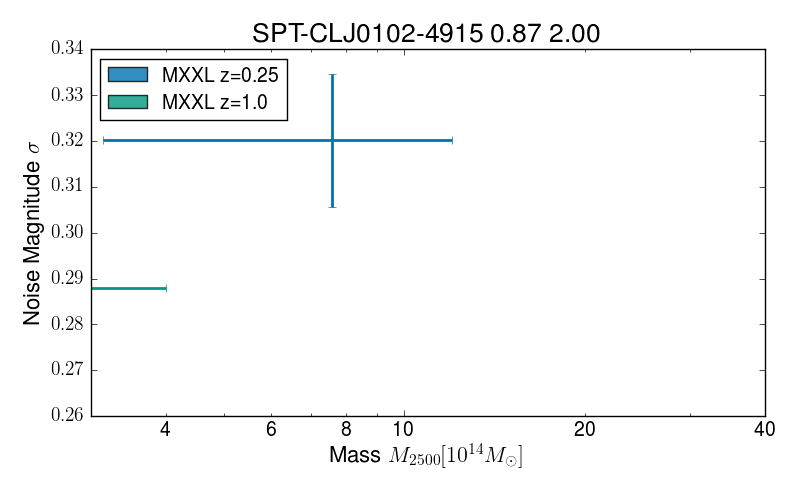 SPT-CLJ0102-4915 0.87 2.00
MXXL z=0.25
MXXL z=1.0
Noise Magnitude σ
0.34
0.33
0.32
0.31
0.30
0.29
0.28
0.27
0.26
4 6 8 10 20 40
Mass M₂₅₀₀[10¹⁴M⊙]